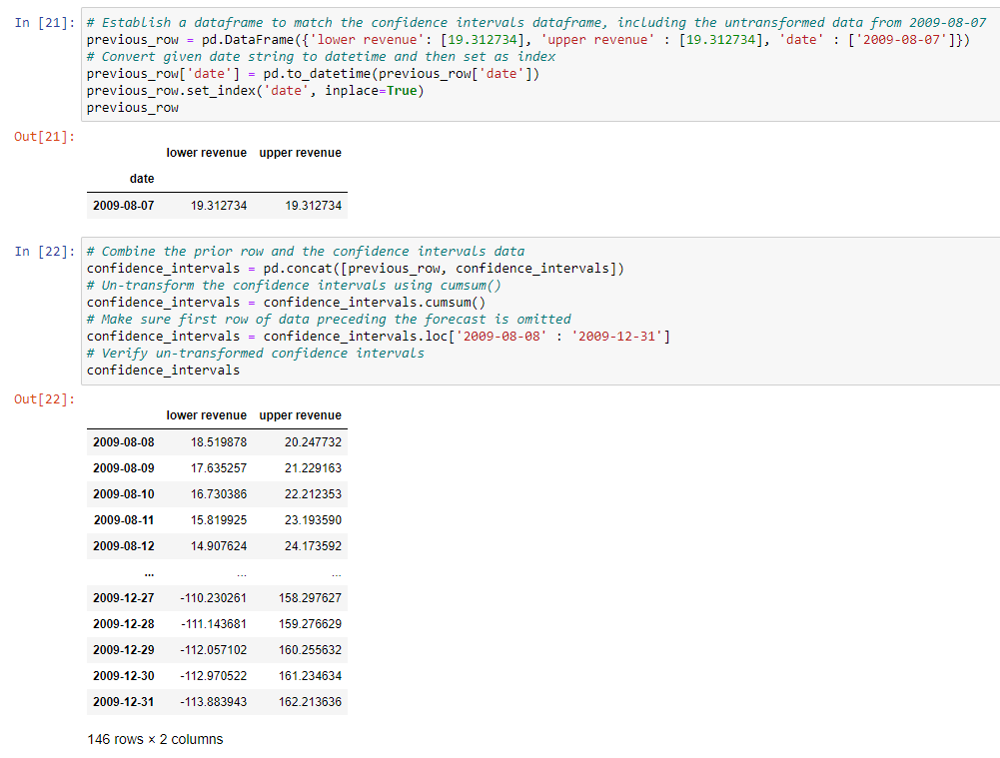 In [21]: # Establish a dataframe to match the confidence intervals dataframe, including the untransformed data from 2009-08-07
previous_row = pd.DataFrame({'lower revenue': [19.312734], 'upper revenue' : [19.312734], 'date' : ['2009-08-07']})
# Convert given date string to datetime and then set as index
previous_row['date'] = pd.to_datetime(previous_row['date'])
previous_row.set_index('date', inplace=True)
previous_row
Out[21]:
lower revenue upper revenue
date
2009-08-07 19.312734 19.312734
In [22]: # Combine the prior row and the confidence intervals data
confidence_intervals = pd.concat([previous_row, confidence_intervals])
# Un-transform the confidence intervals using cumsum()
confidence_intervals = confidence_intervals.cumsum()
# Make sure first row of data preceding the forecast is omitted
confidence_intervals = confidence_intervals.loc['2009-08-08' : '2009-12-31']
# Verify un-transformed confidence intervals
confidence_intervals
Out[22]:
lower revenue upper revenue
2009-08-08 18.519878 20.247732
2009-08-09 17.635257 21.229163
2009-08-10 16.730386 22.212353
2009-08-11 15.819925 23.193590
2009-08-12 14.907624 24.173592
... ... ...
2009-12-27 -110.230261 158.297627
2009-12-28 -111.143681 159.276629
2009-12-29 -112.057102 160.255632
2009-12-30 -112.970522 161.234634
2009-12-31 -113.883943 162.213636
146 rows × 2 columns